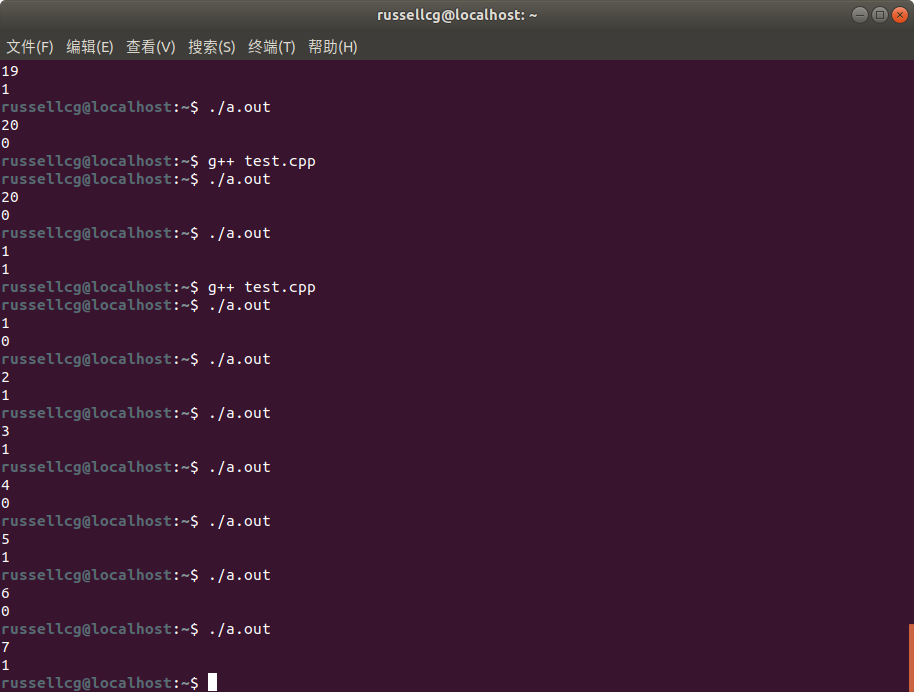 russellcg@localhost: ~
文件(F) 编辑(E) 查看(V) 搜索(S) 终端(T) 帮助(H)
19
1
russellcg@localhost:~$ ./a.out
20
0
russellcg@localhost:~$ g++ test.cpp
russellcg@localhost:~$ ./a.out
20
0
russellcg@localhost:~$ ./a.out
1
1
russellcg@localhost:~$ g++ test.cpp
russellcg@localhost:~$ ./a.out
1
0
russellcg@localhost:~$ ./a.out
2
1
russellcg@localhost:~$ ./a.out
3
1
russellcg@localhost:~$ ./a.out
4
0
russellcg@localhost:~$ ./a.out
5
1
russellcg@localhost:~$ ./a.out
6
0
russellcg@localhost:~$ ./a.out
7
1
russellcg@localhost:~$